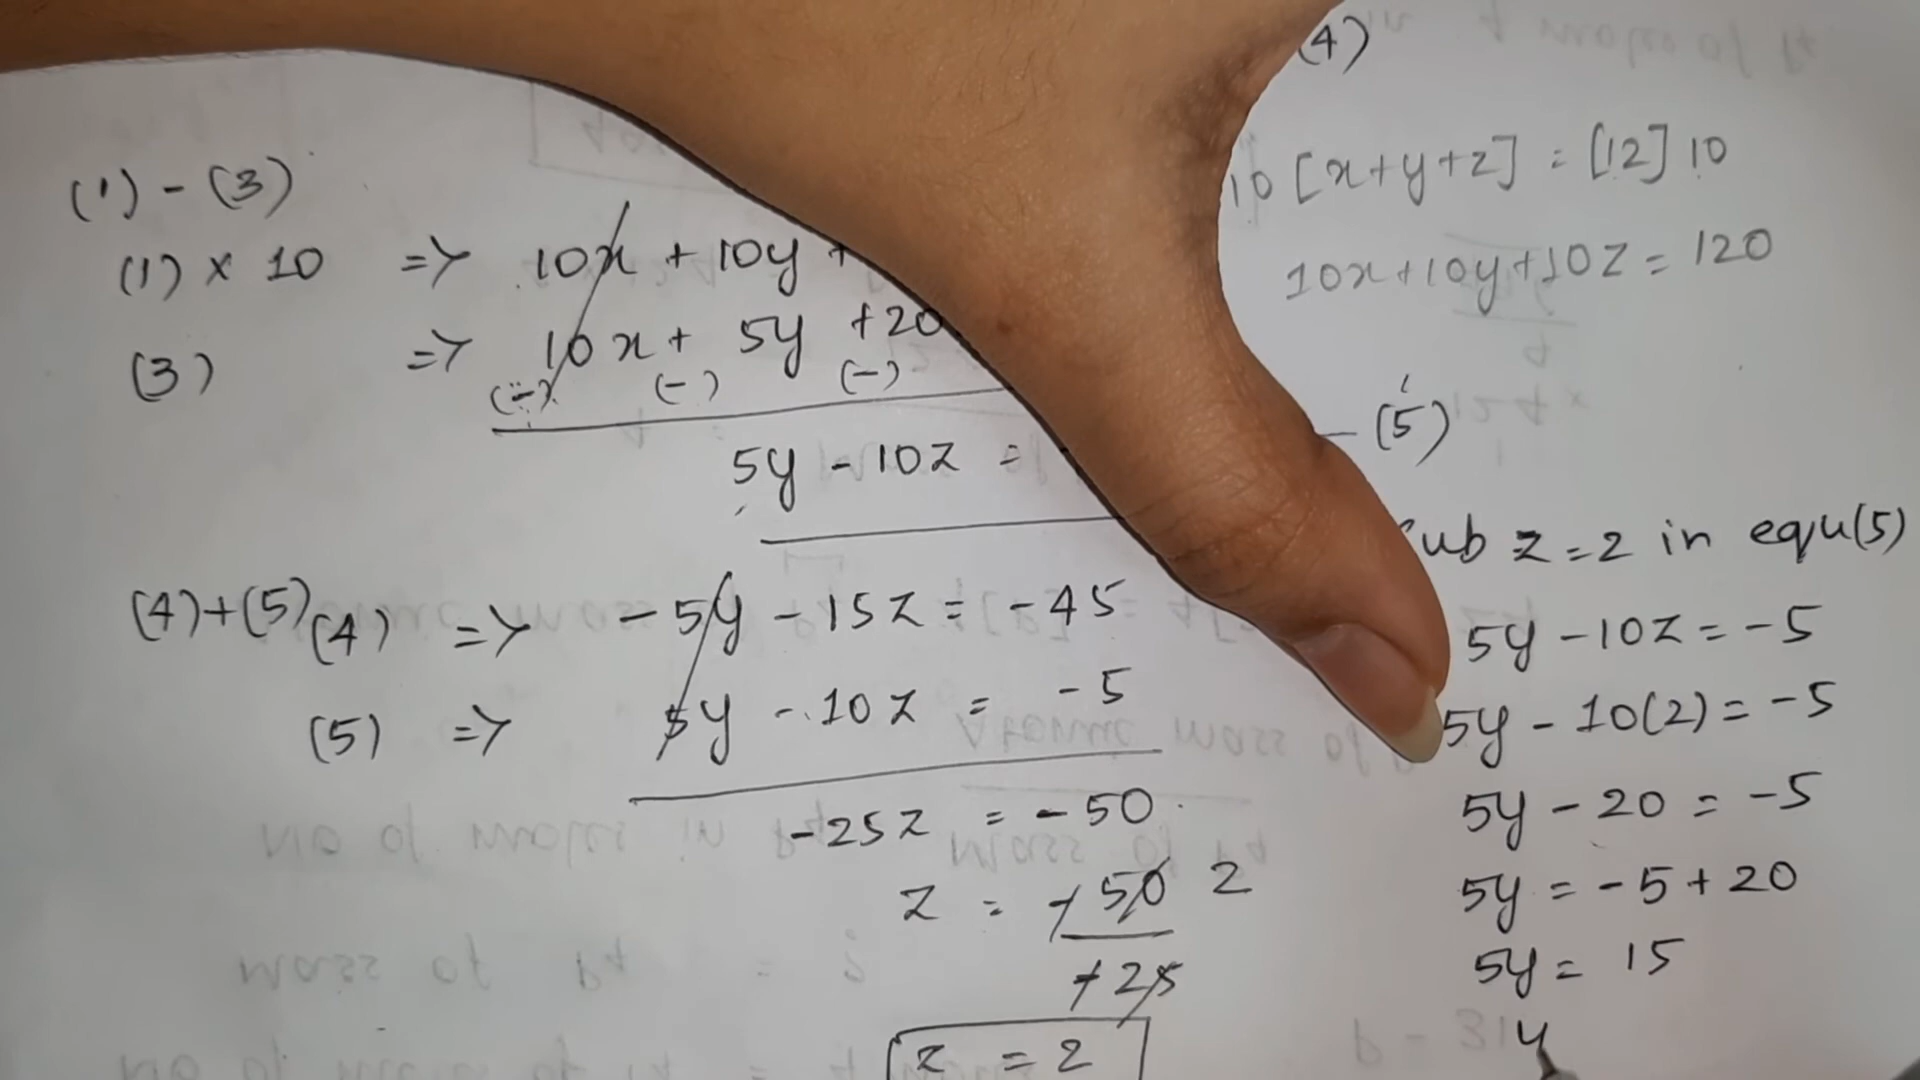 (4)
10 [x+y+z] = [12] 10
10x+10y+10z = 120
(1) - (3)
(1) × 10 => 10x + 10y +
(3) => 10x + 5y +20
(-) (-) (-)
5y - 10z =
(5)
(4)+(5) (4) => - 5y - 15z = - 45
(5) => 5y - 10z = - 5
-25z = - 50
z = - 50 2
-25
z = 2
sub z = 2 in equ(5)
5y - 10z = - 5
5y - 10(2) = - 5
5y - 20 = - 5
5y = - 5 + 20
5y = 15
y